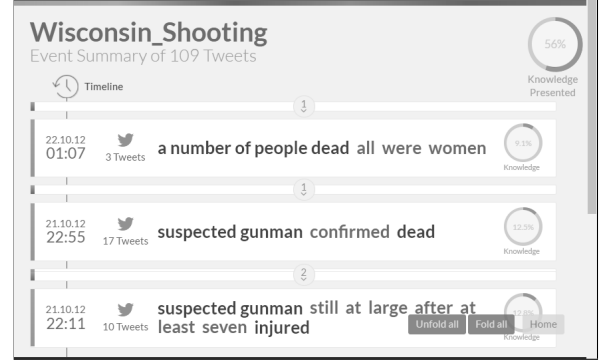 Wisconsin_Shooting
Event Summary of 109 Tweets
56%
Knowledge
Presented
Timeline
1
22.10.12
01:07
3 Tweets
a number of people dead all were women
9.1%
Knowledge
1
21.10.12
22:55
17 Tweets
suspected gunman confirmed dead
12.5%
Knowledge
2
21.10.12
22:11
10 Tweets
suspected gunman still at large after at
least seven injured
Knowledge
Unfold all
Fold all
Home